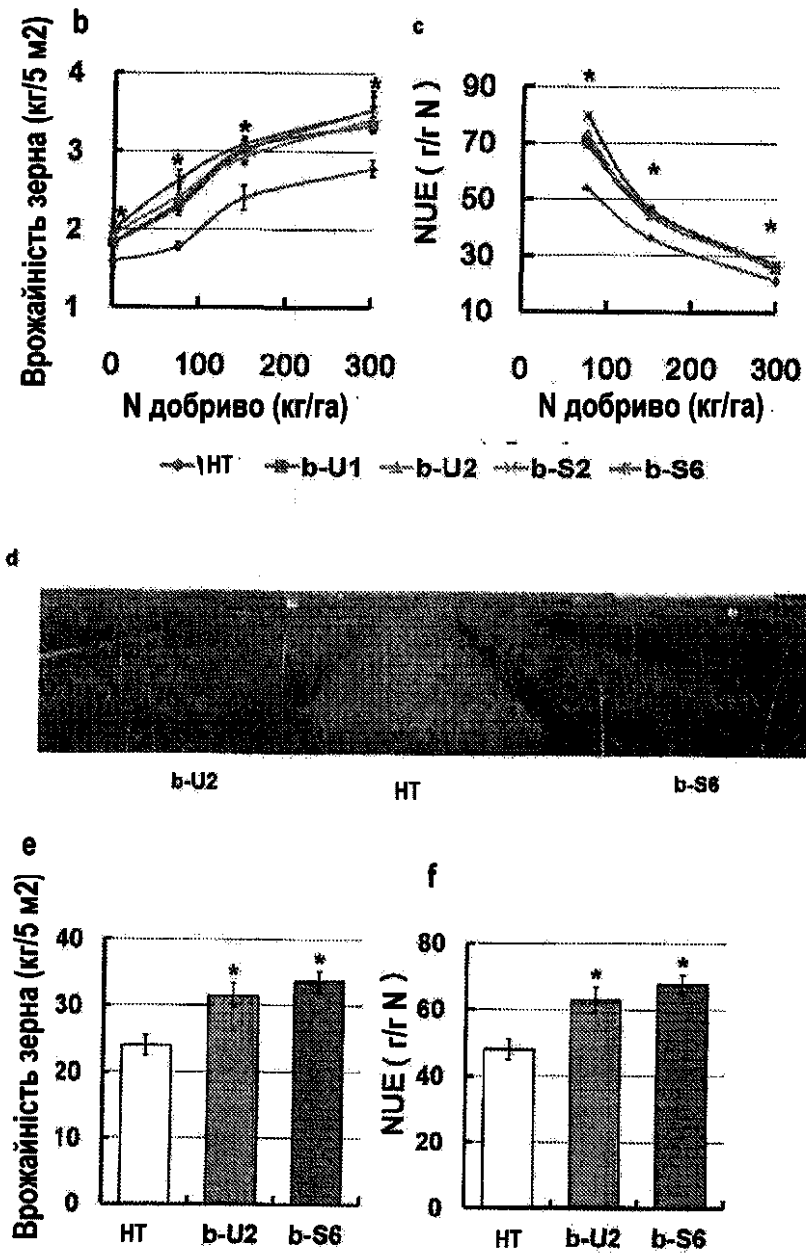 b
Врожайність зерна (кг/5 м2)
4
3
2
1
*
*
*
*
*
0 100 200 300
N добриво (кг/га)
c
NUE ( г/г N)
90
70
50
30
10
*
*
*
0 100 200 300
N добриво (кг/га)
НТ b-U1 b-U2 b-S2 b-S6
d
b-U2 НТ b-S6
e
Врожайність зерна (кг/5 м2]
40
30
20
10
0
*
*
НТ b-U2 b-S6
f
NUE ( г/г N)
80
60
40
20
0
*
*
НТ b-U2 b-S6